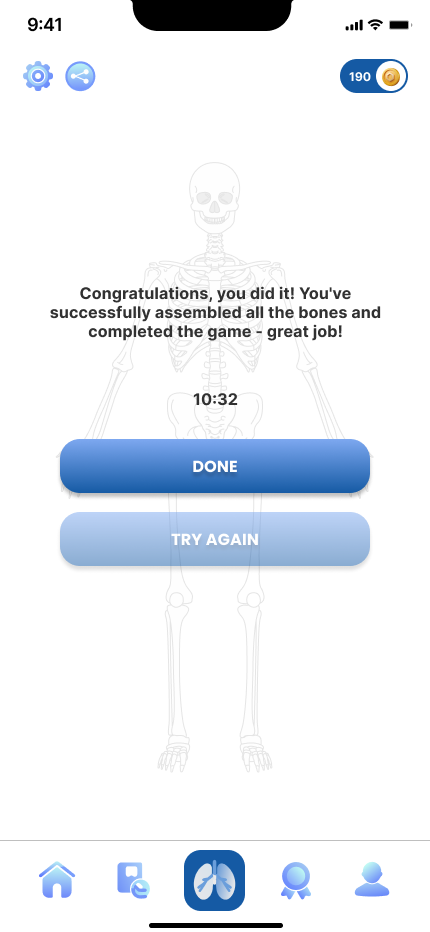 9:41
190
Congratulations, you did it! You've
successfully assembled all the bones and
completed the game - great job!
10:32
DONE
TRY AGAIN